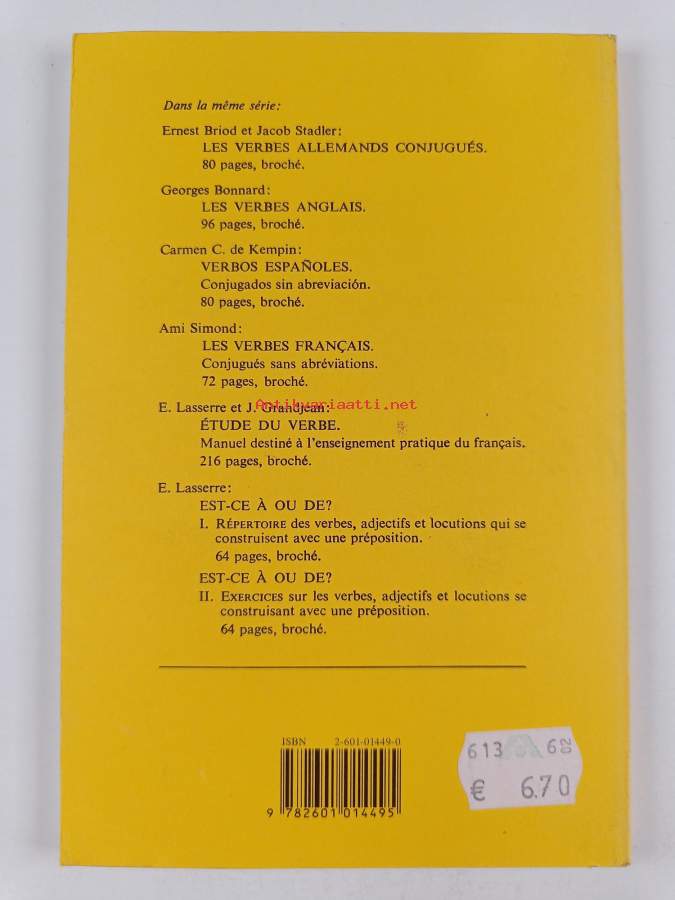 Dans la même série:
Ernest Briod et Jacob Stadler:
LES VERBES ALLEMANDS CONJUGUÉS.
80 pages, broché.
Georges Bonnard:
LES VERBES ANGLAIS.
96 pages, broché.
Carmen C. de Kempin:
VERBOS ESPAÑOLES.
Conjugados sin abreviación.
80 pages, broché.
Ami Simond:
LES VERBES FRANÇAIS.
Conjugués sans abréviations.
72 pages, broché.
Antikvariaatti.net
E. Lasserre et J. Grandjean:
ÉTUDE DU VERBE.
Manuel destiné à l'enseignement pratique du français.
216 pages, broché.
E. Lasserre:
EST-CE À OU DE?
I. RÉPERTOIRE des verbes, adjectifs et locutions qui se
construisent avec une préposition.
64 pages, broché.
EST-CE À OU DE?
II. EXERCICES sur les verbes, adjectifs et locutions se
construisant avec une préposition.
64 pages, broché.
ISBN 2-601-01449-0
9 782601 014495
613 6 02
€ 6.70